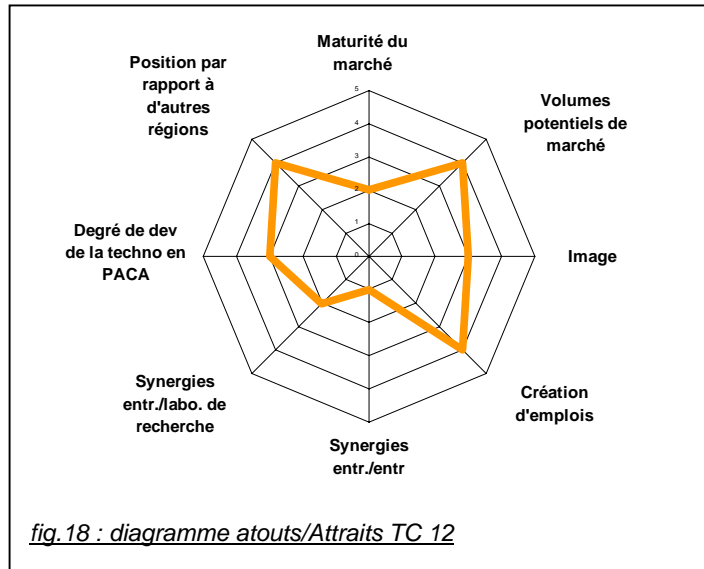 Maturité du
marché
Position par
rapport à
d'autres
régions
Volumes
potentiels de
marché
5
4
3
2
1
0
Degré de dev
de la techno en
PACA
Image
Synergies
entr./labo. de
recherche
Création
d'emplois
Synergies
entr./entr
fig.18 : diagramme atouts/Attraits TC 12